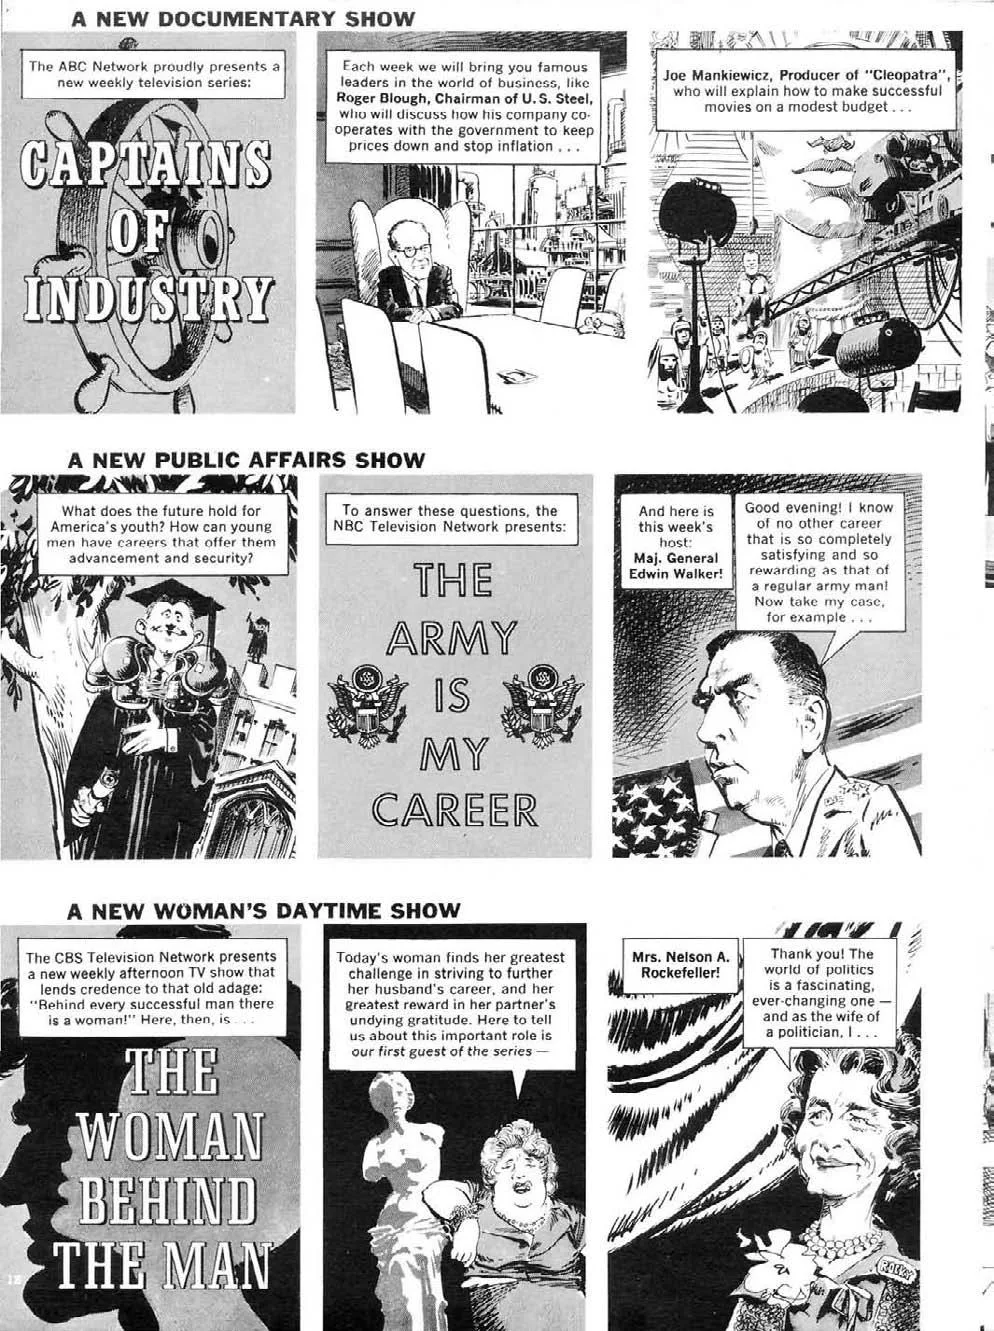 A NEW DOCUMENTARY SHOW
The ABC Network proudly presents a
new weekly television series:
CAPTAINS
OF
INDUSTRY
Each week we will bring you famous
leaders in the world of business, like
Roger Blough, Chairman of U. S. Steel,
who will discuss how his company co-
operates with the government to keep
prices down and stop inflation . . .
Joe Mankiewicz, Producer of "Cleopatra",
who will explain how to make successful
movies on a modest budget . . .
A NEW PUBLIC AFFAIRS SHOW
What does the future hold for
America's youth? How can young
men have careers that offer them
advancement and security?
To answer these questions, the
NBC Television Network presents:
THE
ARMY
IS
MY
CAREER
And here is
this week's
host:
Maj. General
Edwin Walker!
Good evening! I know
of no other career
that is so completely
satisfying and so
rewarding as that of
a regular army man!
Now take my case,
for example . . .
A NEW WOMAN'S DAYTIME SHOW
The CBS Television Network presents
a new weekly afternoon TV show that
lends credence to that old adage:
"Behind every successful man there
is a woman!" Here, then, is . . .
THE
WOMAN
BEHIND
THE MAN
12
Today's woman finds her greatest
challenge in striving to further
her husband's career, and her
greatest reward in her partner's
undying gratitude. Here to tell
us about this important role is
our first guest of the series —
Mrs. Nelson A.
Rockefeller!
Thank you! The
world of politics
is a fascinating,
ever-changing one —
and as the wife of
a politician, I . . .
ROCKY